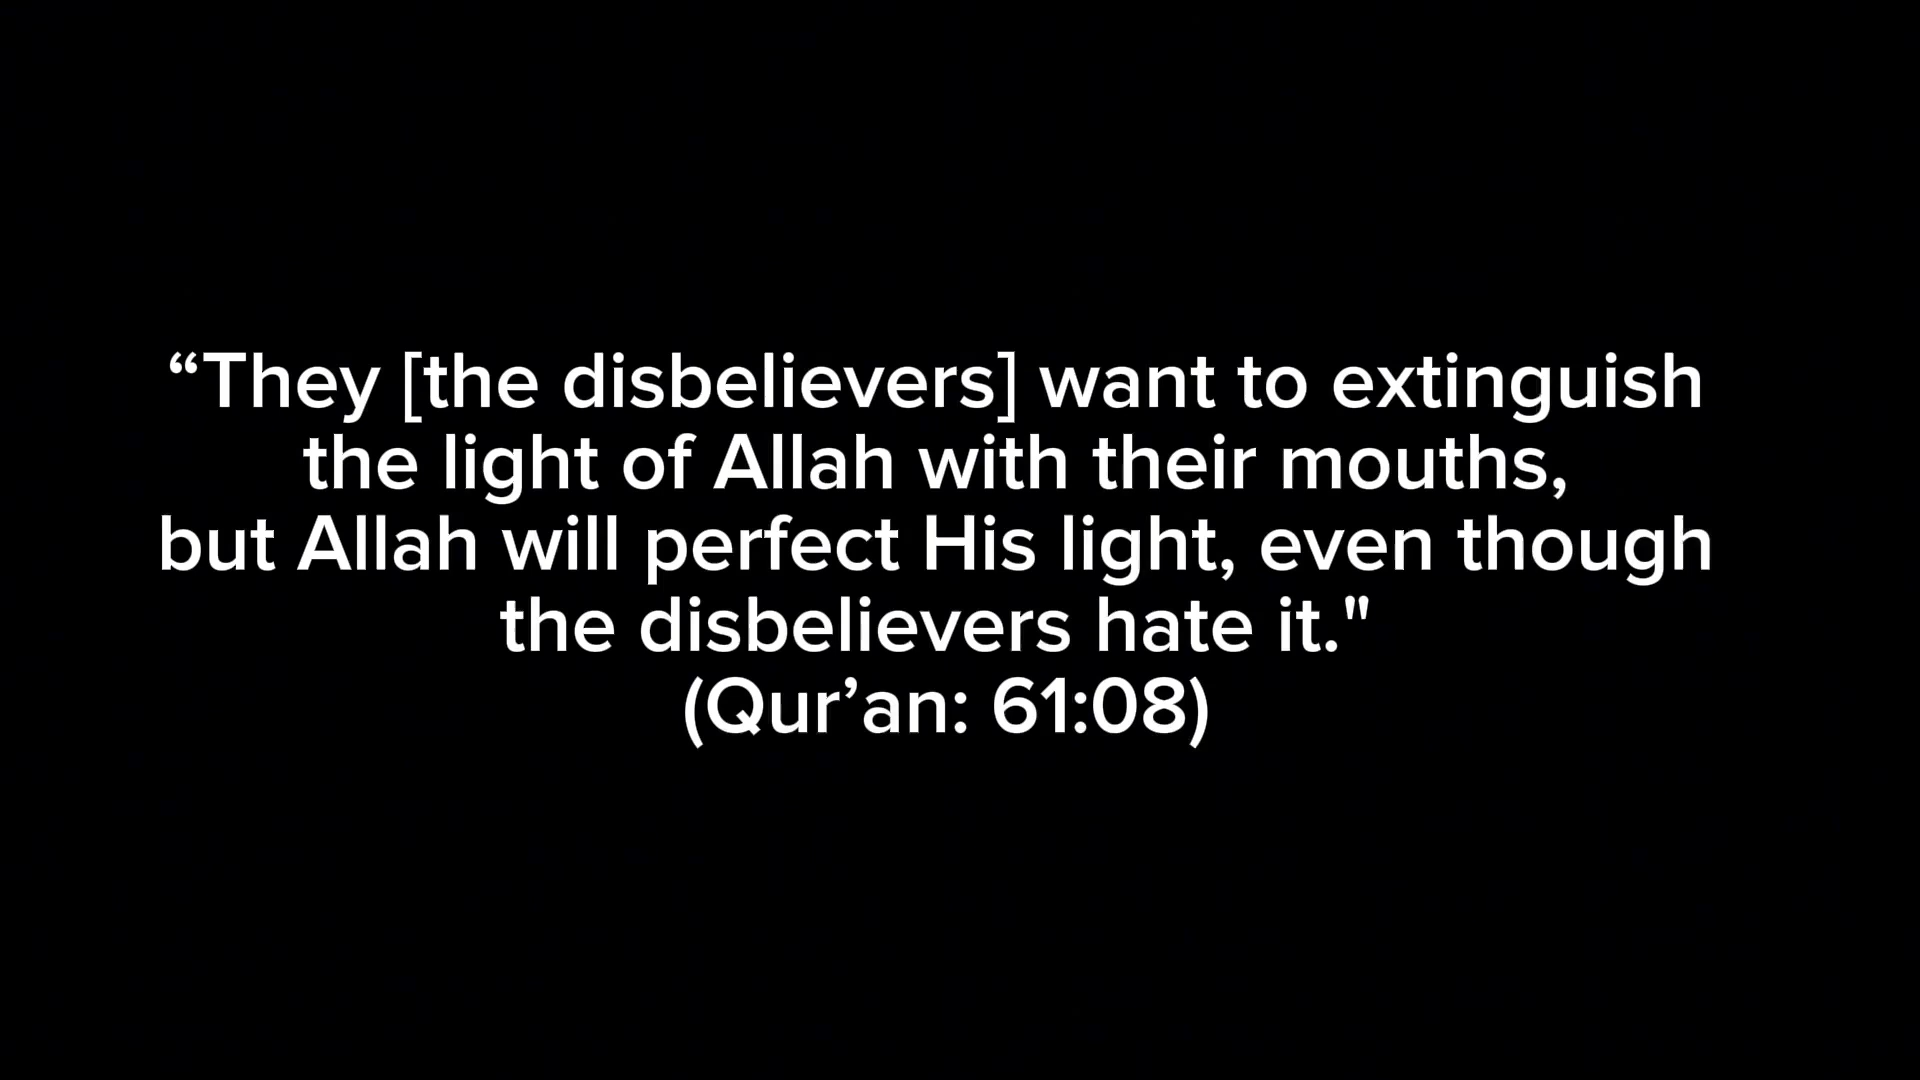 “They [the disbelievers] want to extinguish
the light of Allah with their mouths,
but Allah will perfect His light, even though
the disbelievers hate it."
(Qur’an: 61:08)